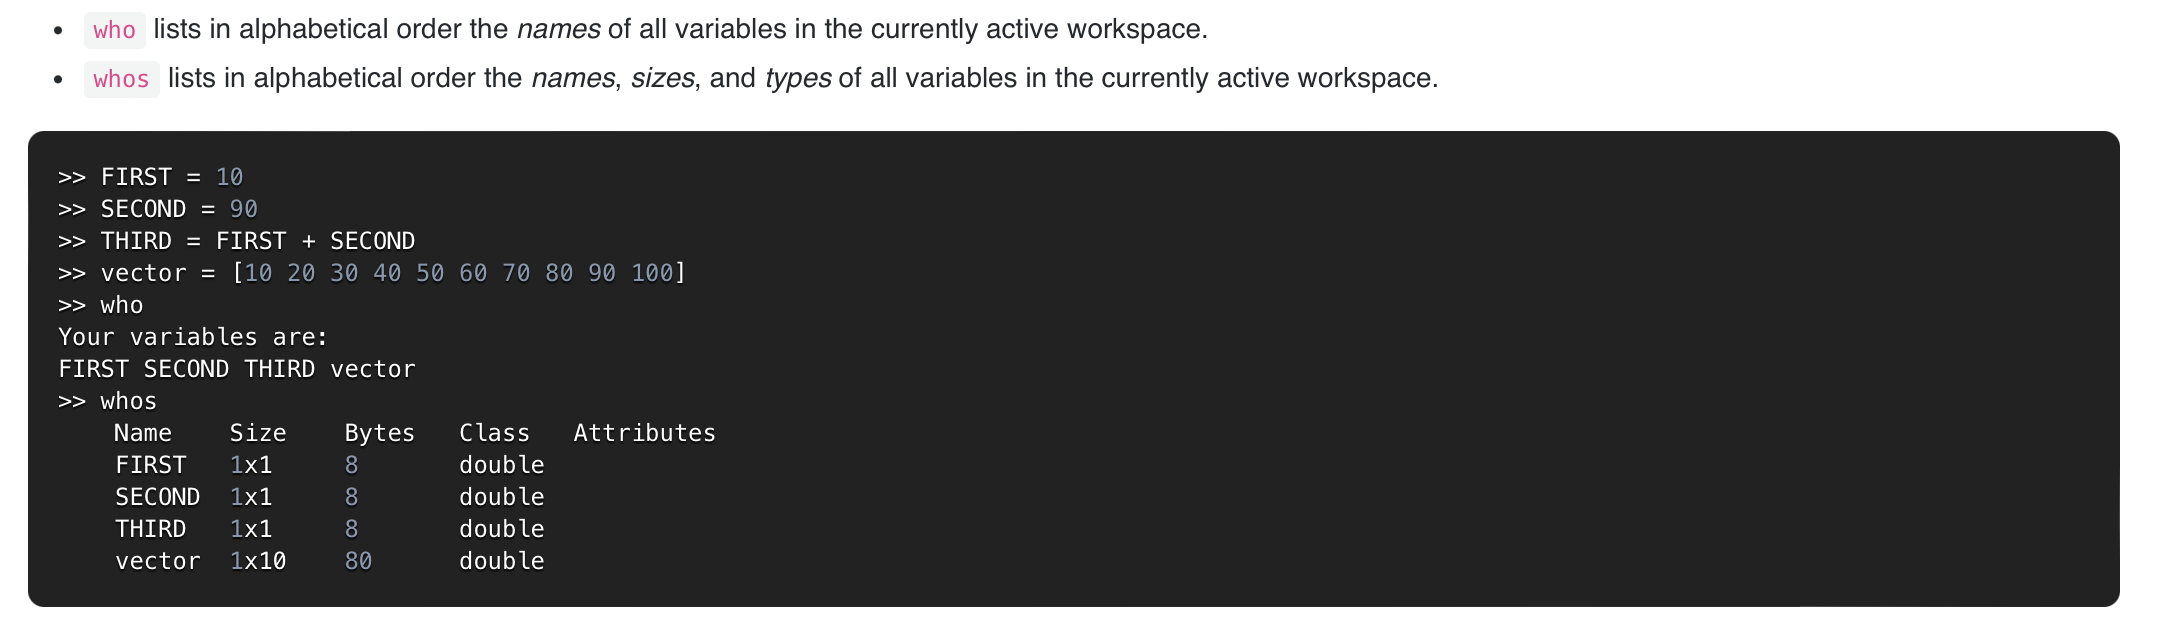 • who lists in alphabetical order the names of all variables in the currently active workspace.
• whos lists in alphabetical order the names, sizes, and types of all variables in the currently active workspace.
>> FIRST = 10
>> SECOND = 90
>> THIRD = FIRST + SECOND
>> vector = [10 20 30 40 50 60 70 80 90 100]
>> who
Your variables are:
FIRST SECOND THIRD vector
>> whos
    Name    Size    Bytes   Class   Attributes
    FIRST   1x1     8       double
    SECOND  1x1     8       double
    THIRD   1x1     8       double
    vector  1x10    80      double